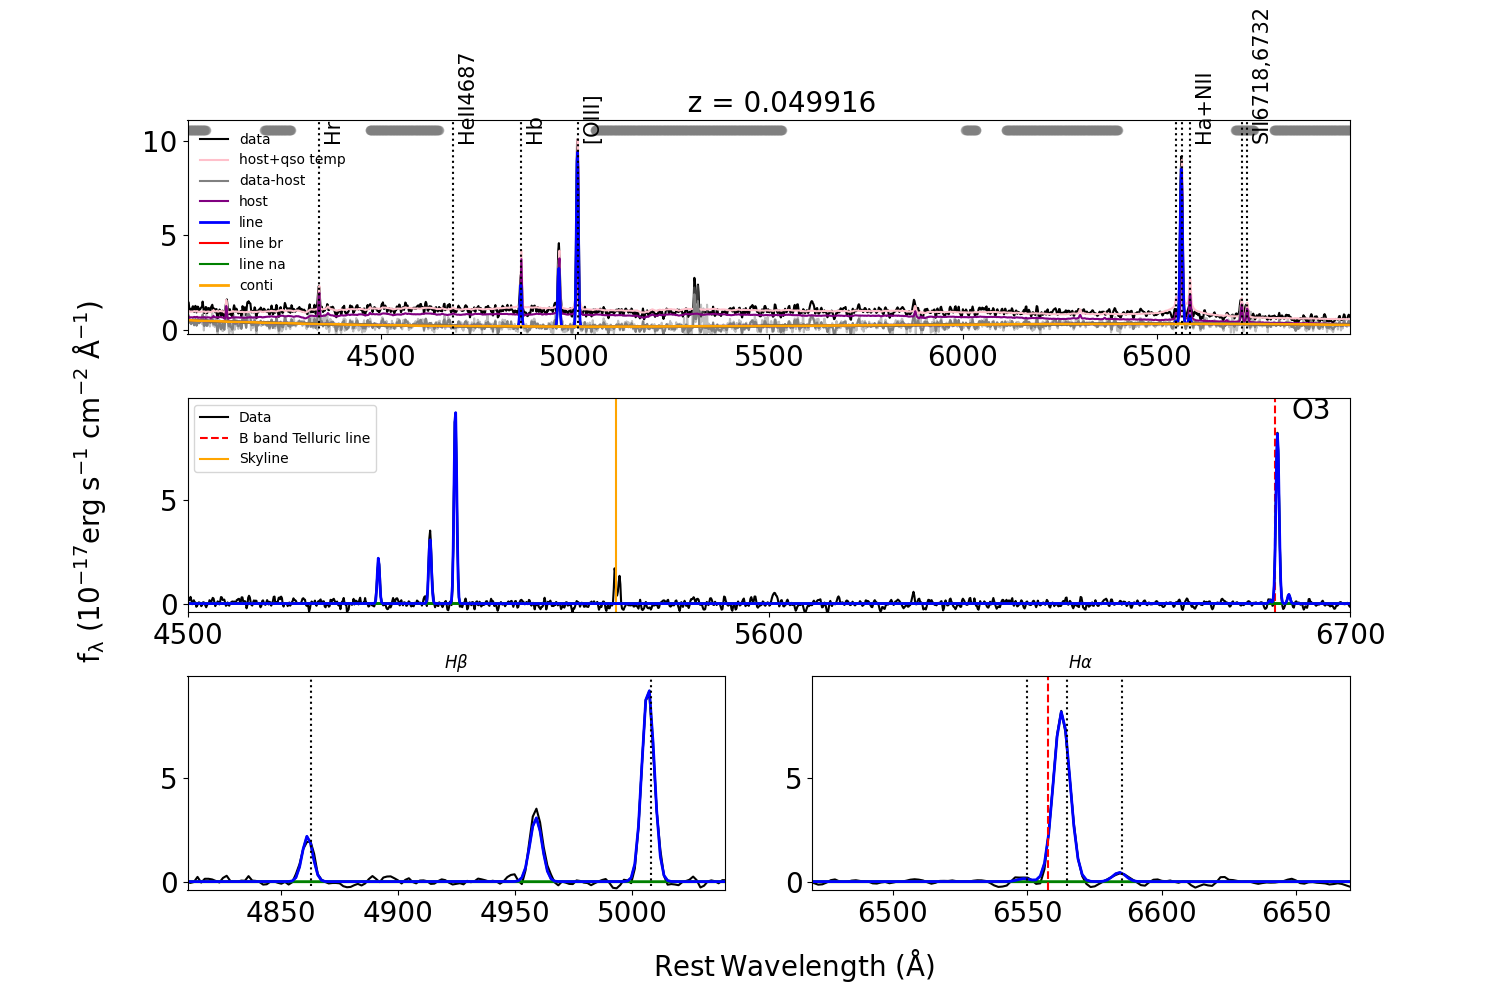 z = 0.049916
Hr
HeII4687
Hb
[OIII]
Ha+NII
SII6718,6732
data
host+qso temp
data-host
host
line
line br
line na
conti
10
5
0
4500
5000
5500
6000
6500
O3
Data
B band Telluric line
Skyline
5
0
4500
5600
6700
fλ (10⁻¹⁷erg s⁻¹ cm⁻² Å⁻¹)
Hβ
5
0
4850
4900
4950
5000
Hα
5
0
6500
6550
6600
6650
Rest Wavelength (Å)